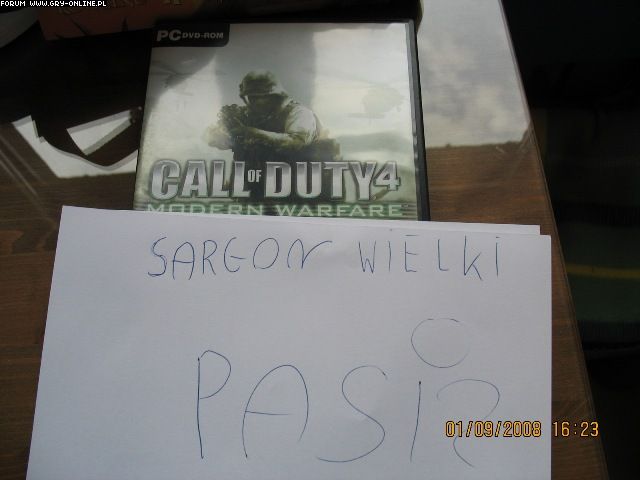 FORUM WWW.GRY-ONLINE.PL
PC DVD-ROM
CALL OF DUTY 4
MODERN WARFARE
SARGON WIELKI
PASi?
01/09/2008 16:23